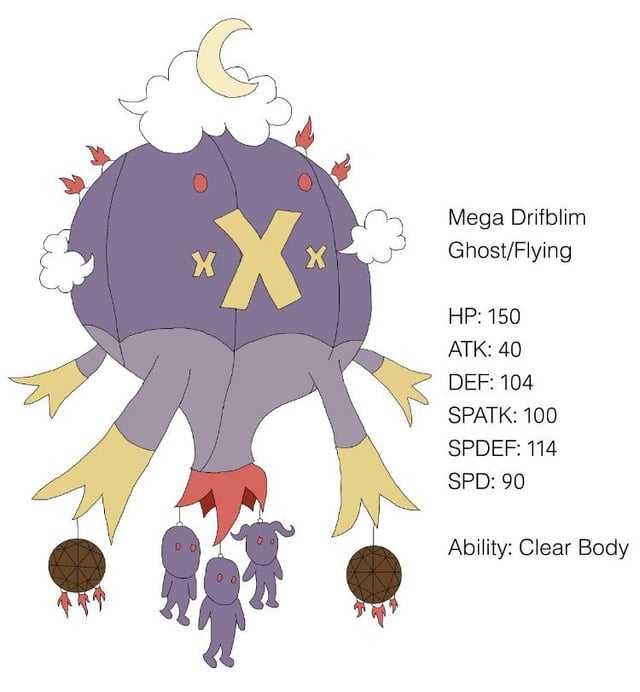 Mega Drifblim
Ghost/Flying
HP: 150
ATK: 40
DEF: 104
SPATK: 100
SPDEF: 114
SPD: 90
Ability: Clear Body